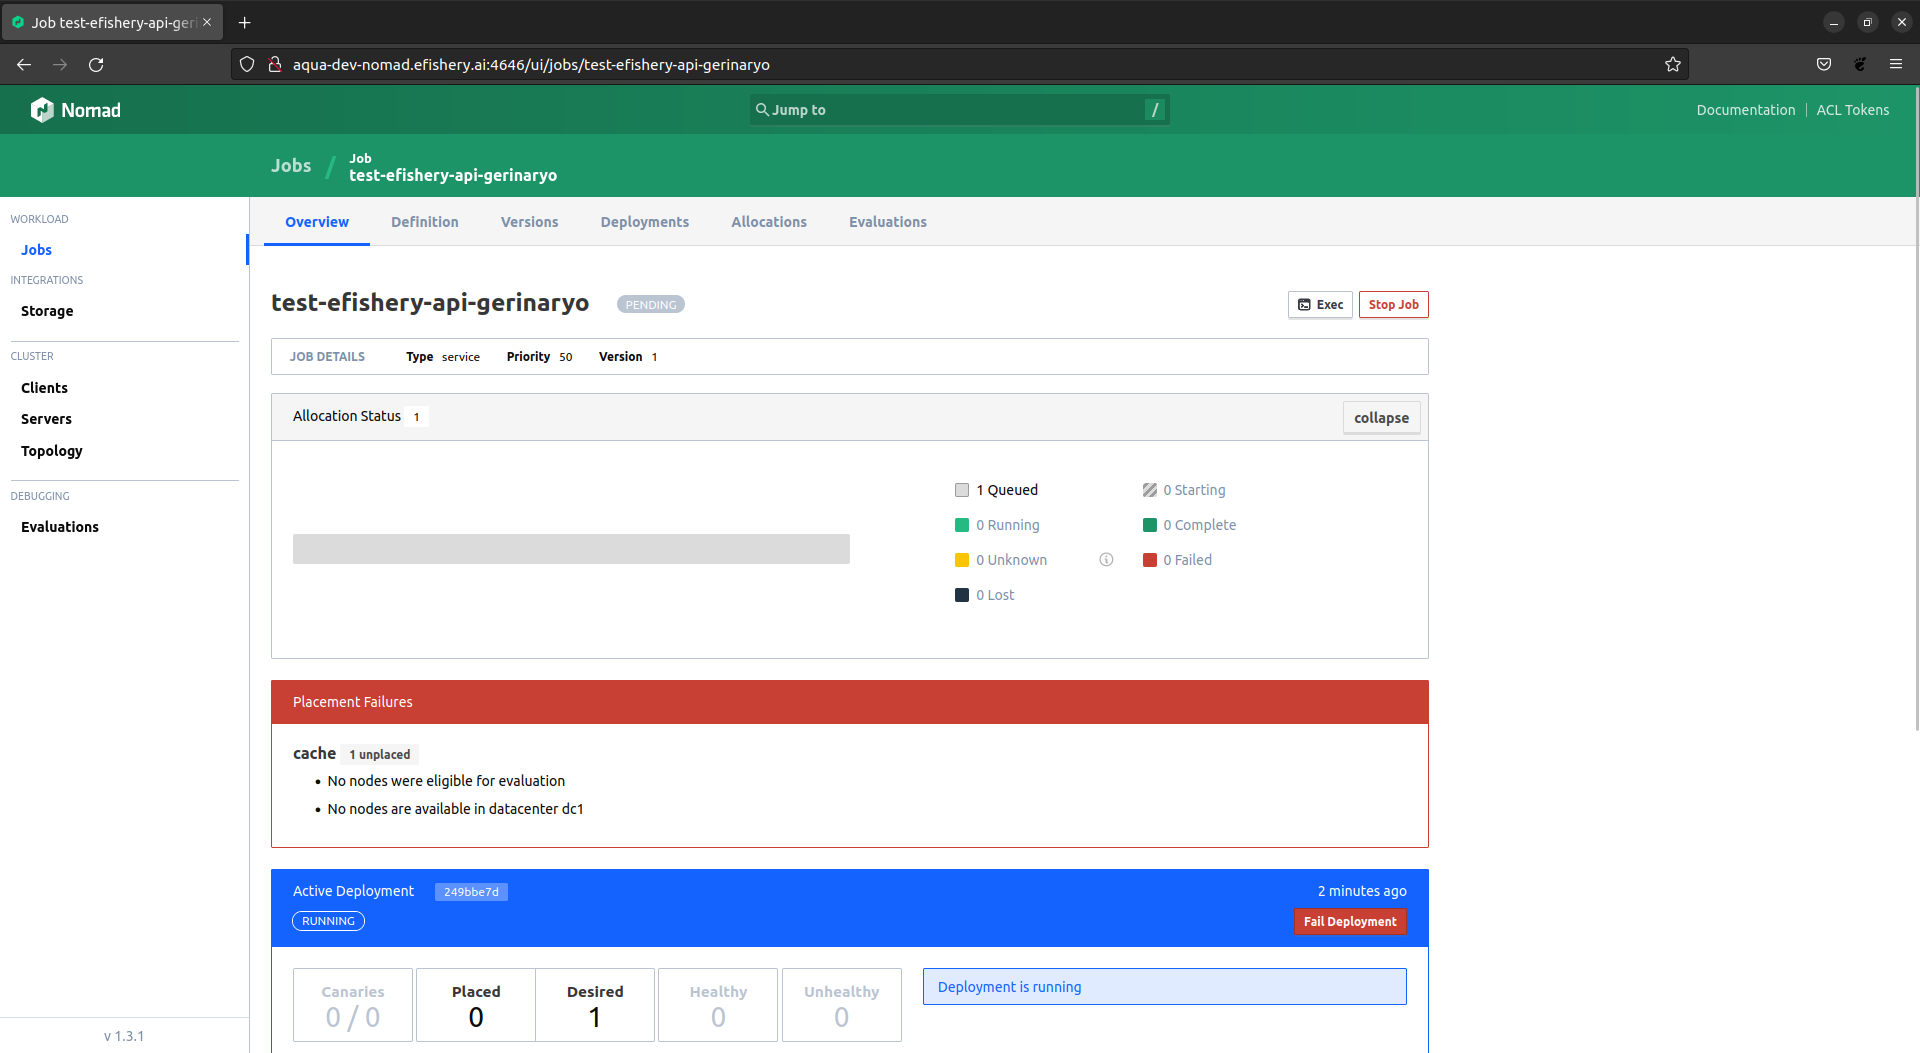 Job test-efishery-api-geri
aqua-dev-nomad.efishery.ai:4646/ui/jobs/test-efishery-api-gerinaryo
Nomad
Jump to
/
Documentation
ACL Tokens
Jobs / Job
test-efishery-api-gerinaryo
WORKLOAD
Jobs
INTEGRATIONS
Storage
CLUSTER
Clients
Servers
Topology
DEBUGGING
Evaluations
v 1.3.1
Overview Definition Versions Deployments Allocations Evaluations
test-efishery-api-gerinaryo PENDING
Exec
Stop Job
JOB DETAILS Type service Priority 50 Version 1
Allocation Status 1
collapse
1 Queued
0 Starting
0 Running
0 Complete
0 Unknown
0 Failed
0 Lost
Placement Failures
cache 1 unplaced
No nodes were eligible for evaluation
No nodes are available in datacenter dc1
Active Deployment 249bbe7d
2 minutes ago
RUNNING
Fail Deployment
Canaries
0 / 0
Placed
0
Desired
1
Healthy
0
Unhealthy
0
Deployment is running